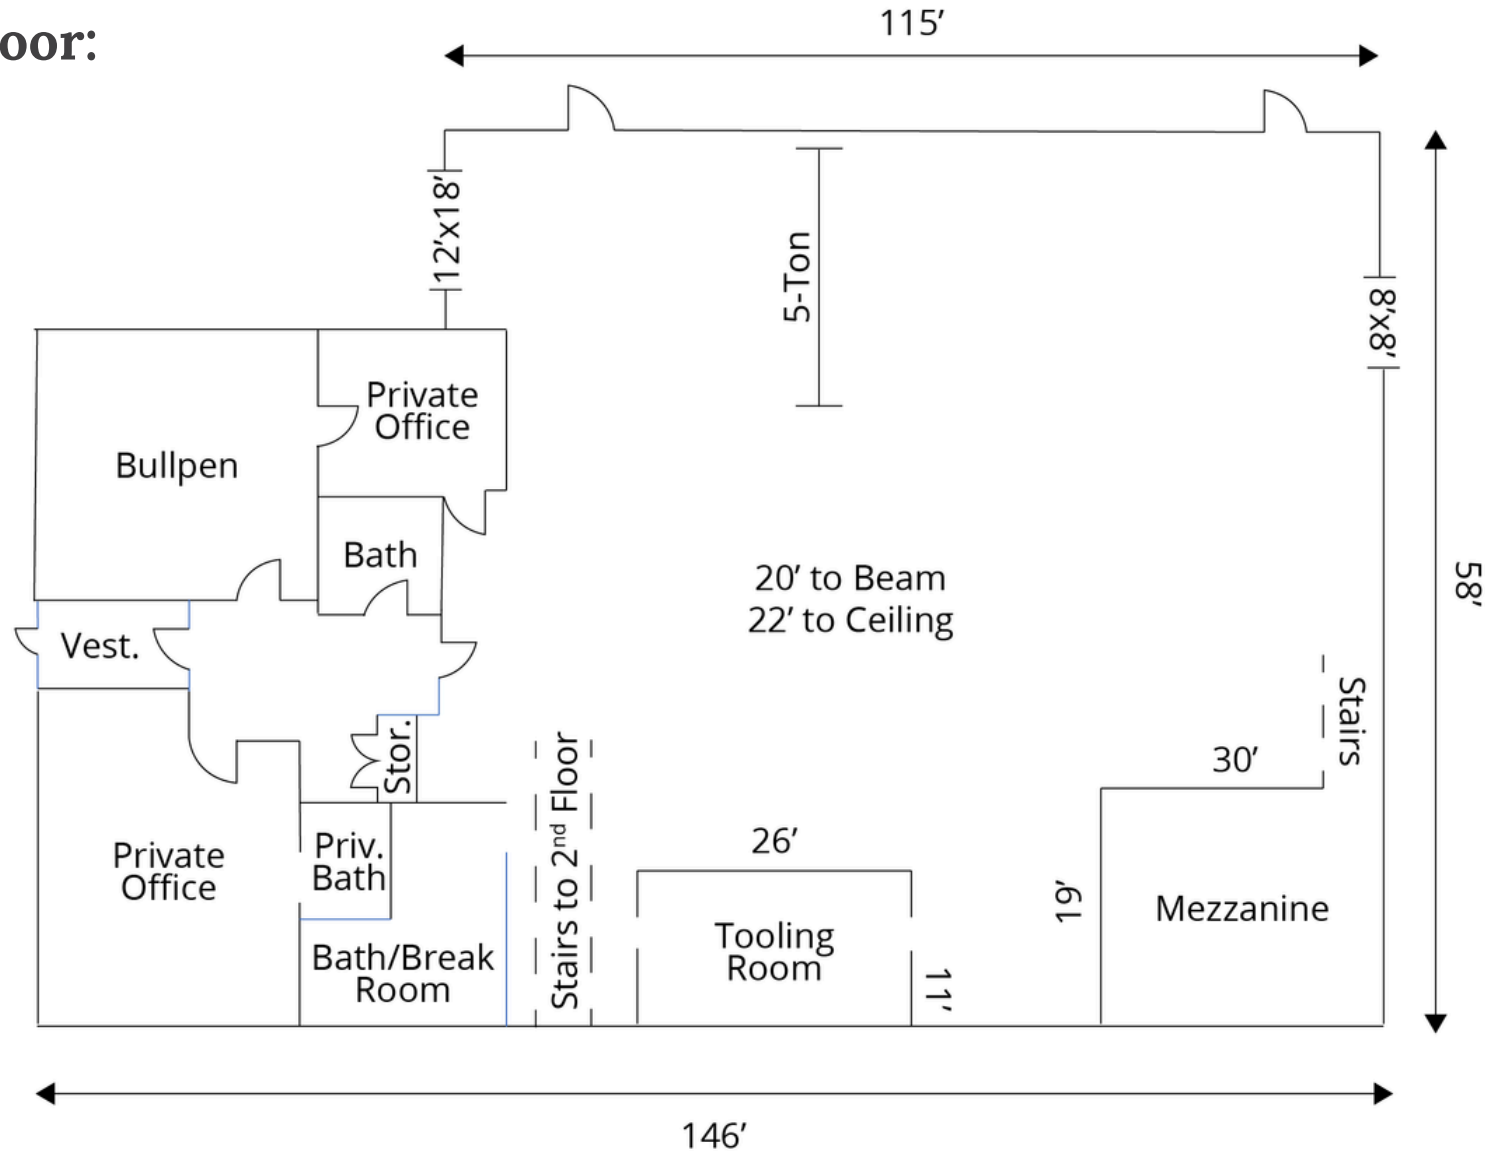 oor:
115’
12’x18’
5-Ton
8’x8’
Private
Office
Bullpen
Bath
20’ to Beam
22’ to Ceiling
58’
Vest.
Stor.
Stairs
30’
Stairs to 2nd Floor
26’
Private
Office
Priv.
Bath
19’
Mezzanine
Tooling
Room
11’
Bath/Break
Room
146’